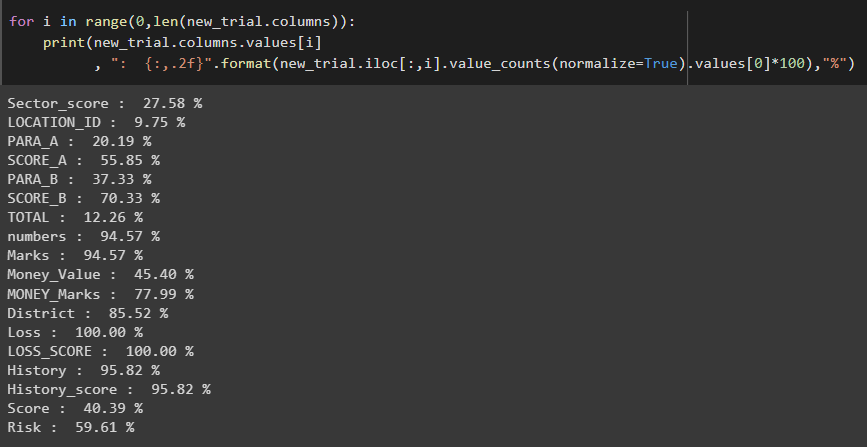 for i in range(0,len(new_trial.columns)):
    print(new_trial.columns.values[i]
          , ":  {:,.2f}".format(new_trial.iloc[:,i].value_counts(normalize=True).values[0]*100),"%")
Sector_score :  27.58 %
LOCATION_ID :  9.75 %
PARA_A :  20.19 %
SCORE_A :  55.85 %
PARA_B :  37.33 %
SCORE_B :  70.33 %
TOTAL :  12.26 %
numbers :  94.57 %
Marks :  94.57 %
Money_Value :  45.40 %
MONEY_Marks :  77.99 %
District :  85.52 %
Loss :  100.00 %
LOSS_SCORE :  100.00 %
History :  95.82 %
History_score :  95.82 %
Score :  40.39 %
Risk :  59.61 %